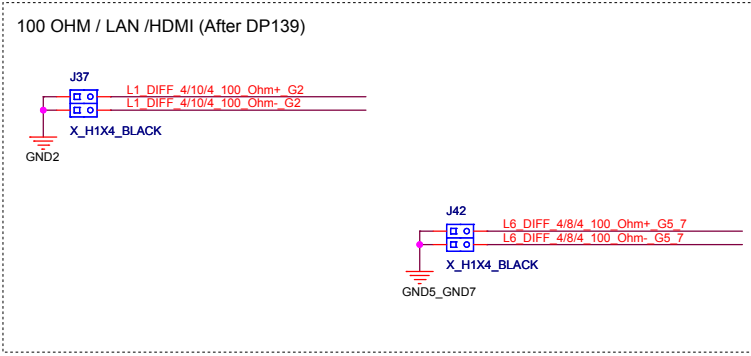 100 OHM / LAN /HDMI (After DP139)
J37
L1_DIFF_4/10/4_100_Ohm+_G2
L1_DIFF_4/10/4_100_Ohm-_G2
X_H1X4_BLACK
GND2
J42
L6_DIFF_4/8/4_100_Ohm+_G5_7
L6_DIFF_4/8/4_100_Ohm-_G5_7
X_H1X4_BLACK
GND5_GND7